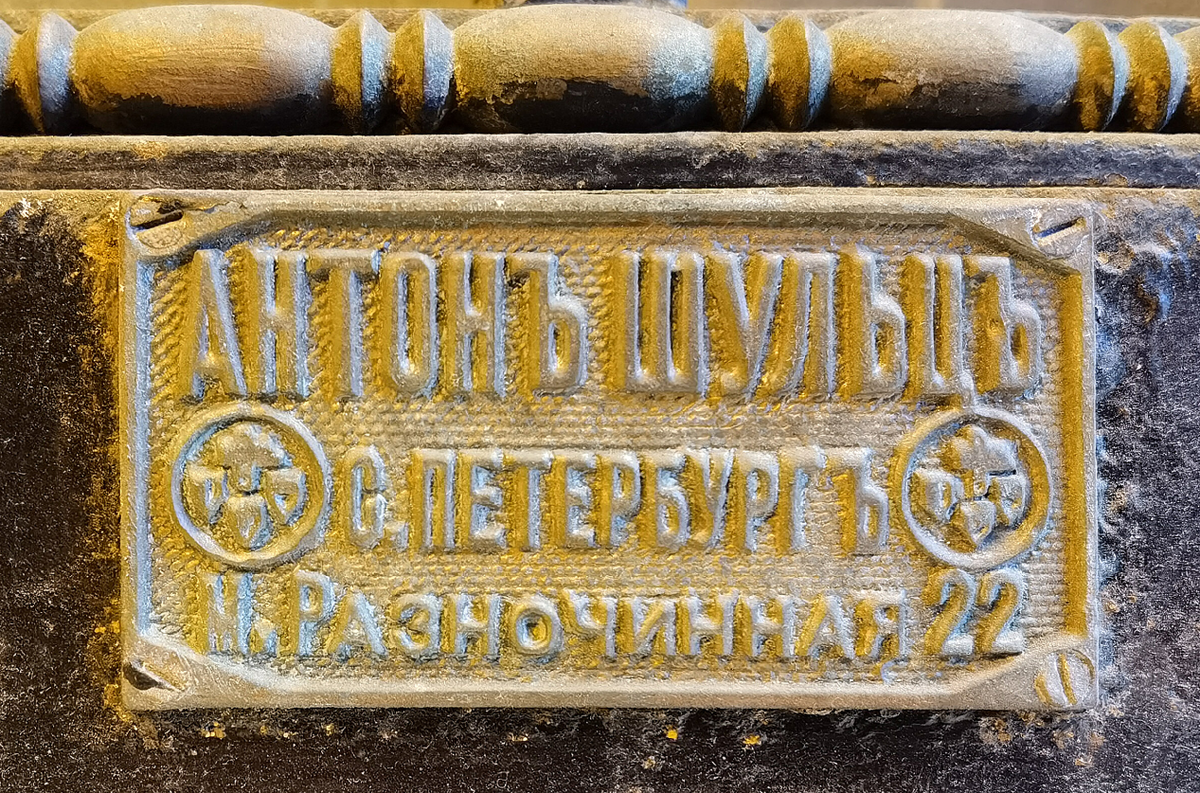 АНТОНЪ ШУЛЬЦЪ
С. ПЕТЕРБУРГЪ
М. РАЗНОЧИННАЯ 22